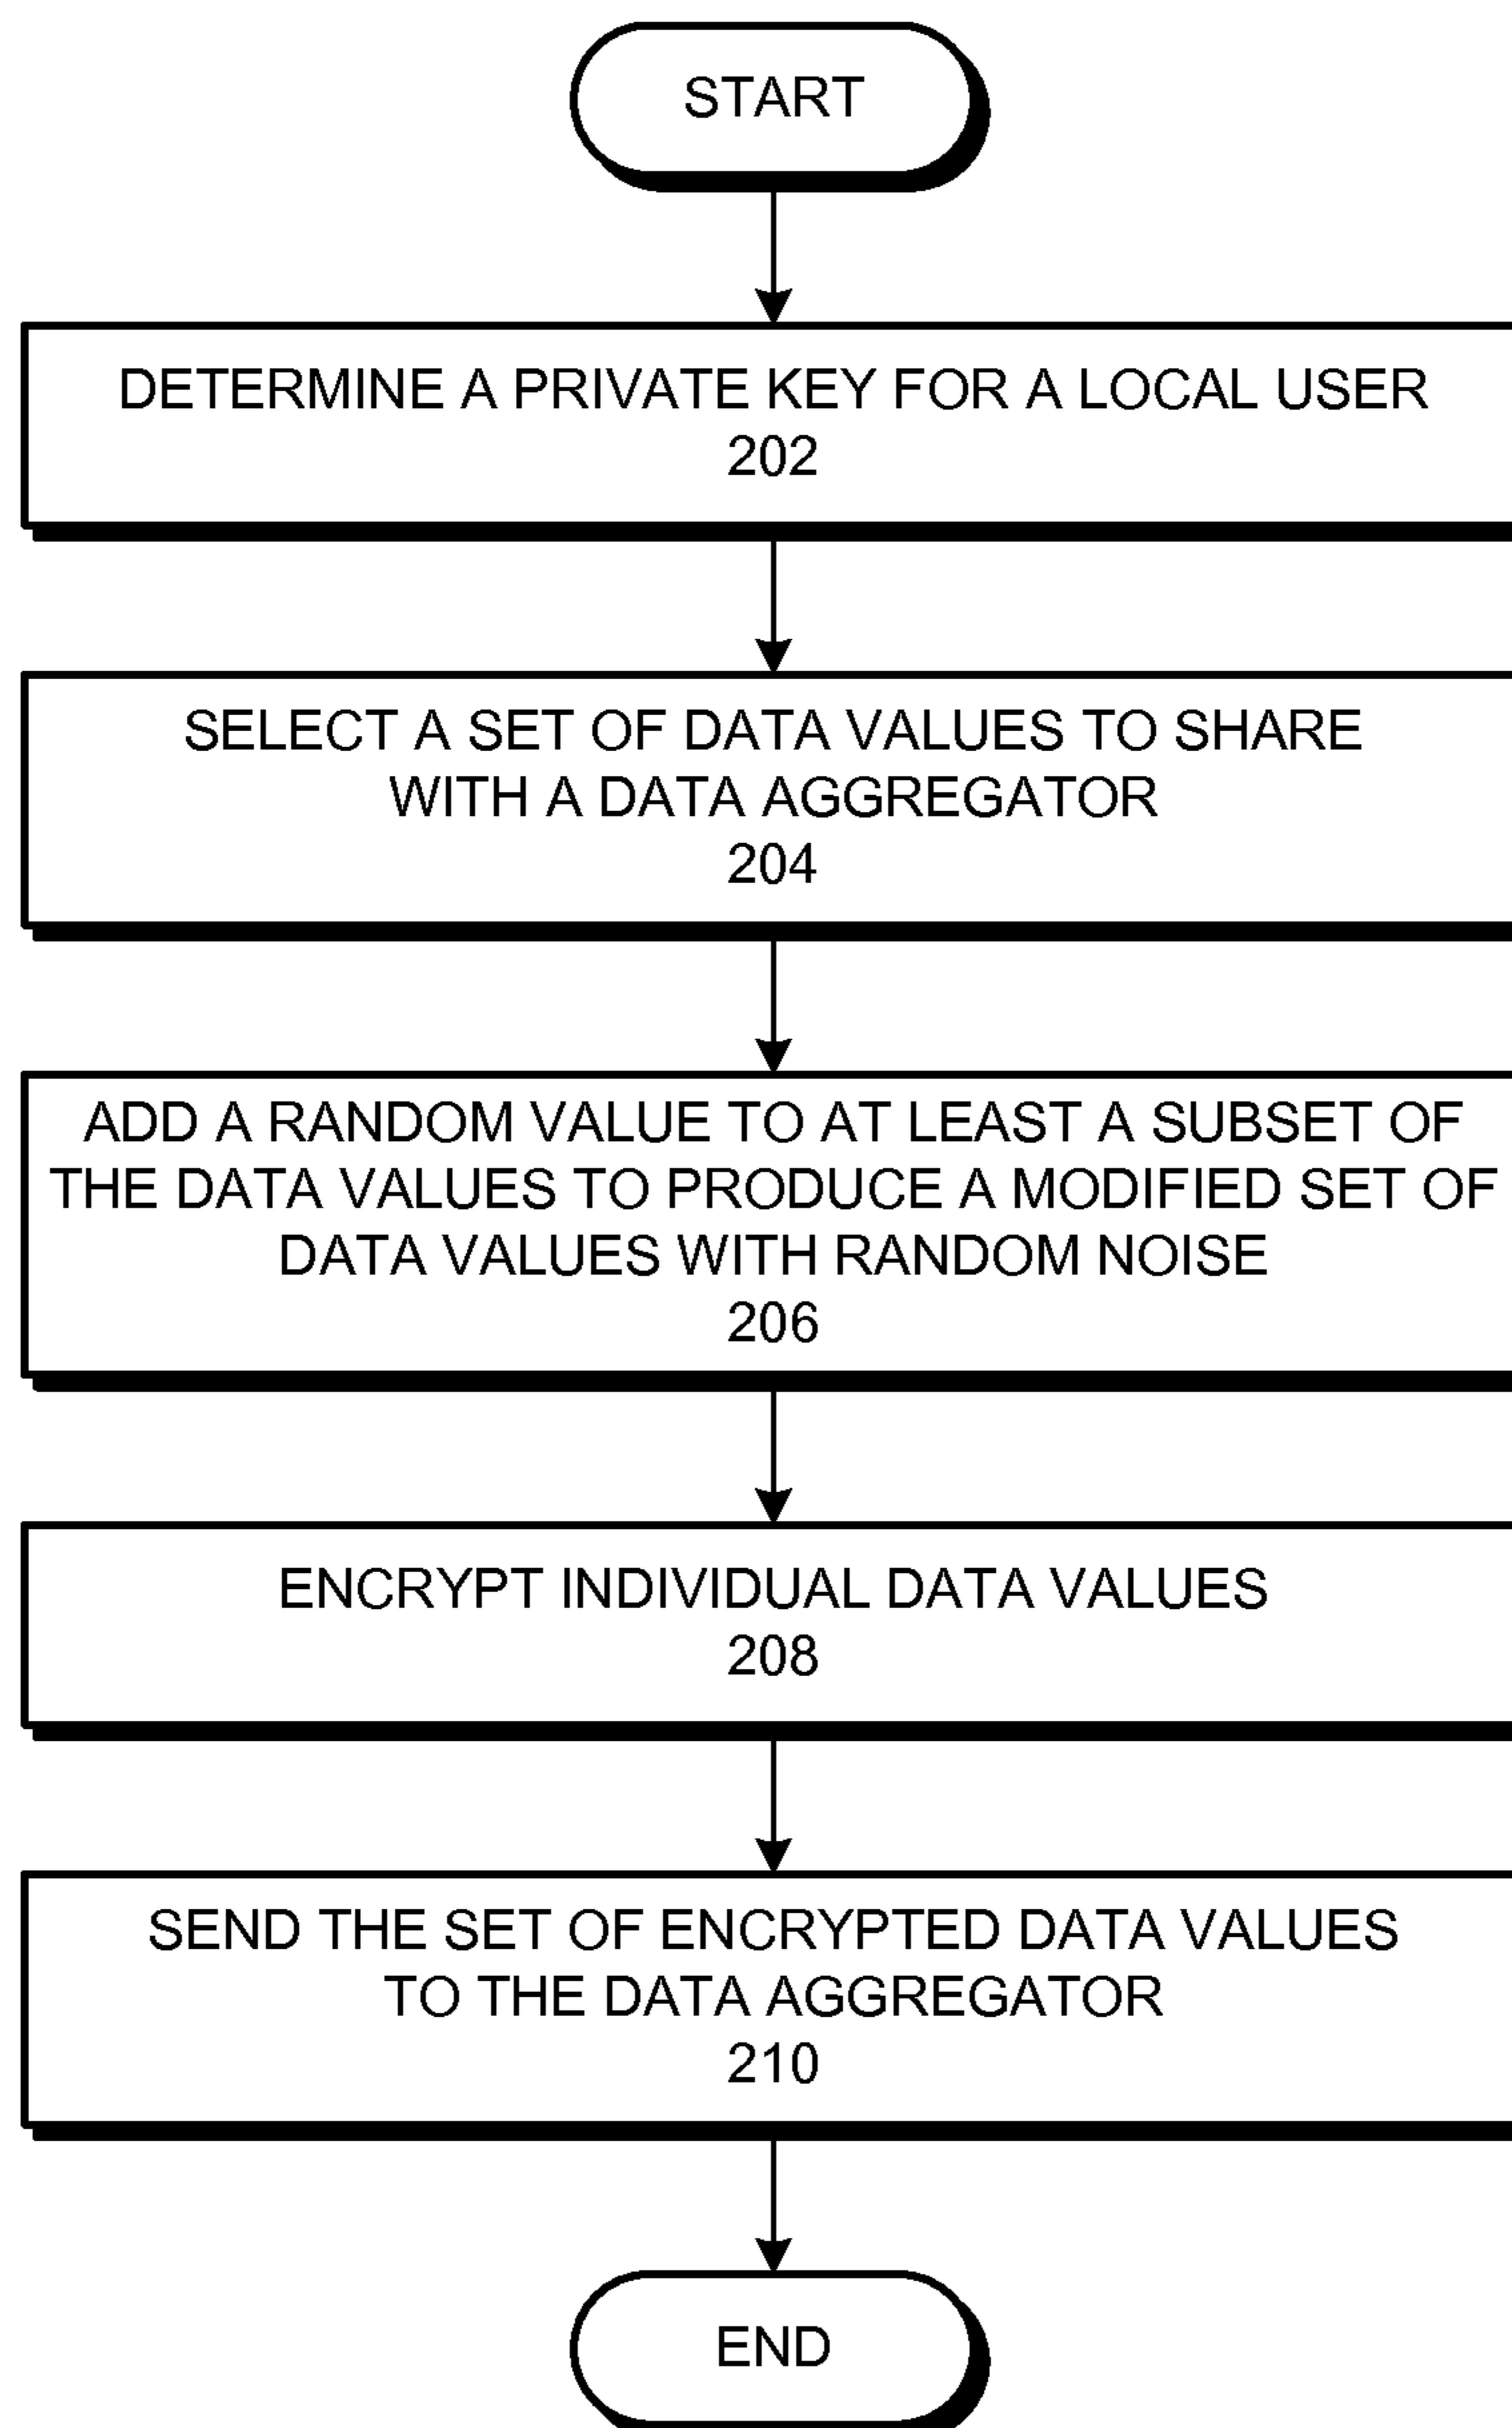 START
DETERMINE A PRIVATE KEY FOR A LOCAL USER
202
SELECT A SET OF DATA VALUES TO SHARE
WITH A DATA AGGREGATOR
204
ADD A RANDOM VALUE TO AT LEAST A SUBSET OF
THE DATA VALUES TO PRODUCE A MODIFIED SET OF
DATA VALUES WITH RANDOM NOISE
206
ENCRYPT INDIVIDUAL DATA VALUES
208
SEND THE SET OF ENCRYPTED DATA VALUES
TO THE DATA AGGREGATOR
210
END